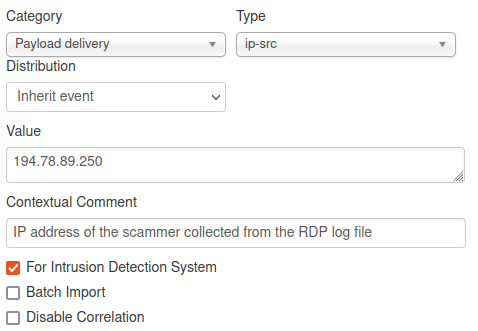 Category Type
Payload delivery ip-src
Distribution
Inherit event
Value
194.78.89.250
Contextual Comment
IP address of the scammer collected from the RDP log file
For Intrusion Detection System
Batch Import
Disable Correlation